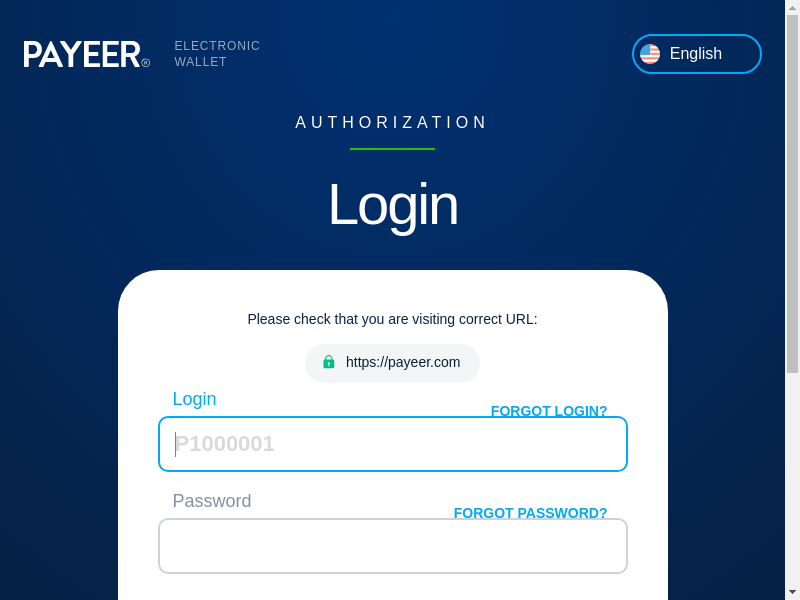 PAYEER®
ELECTRONIC
WALLET
English
AUTHORIZATION
Login
Please check that you are visiting correct URL:
https://payeer.com
Login
FORGOT LOGIN?
P1000001
Password
FORGOT PASSWORD?